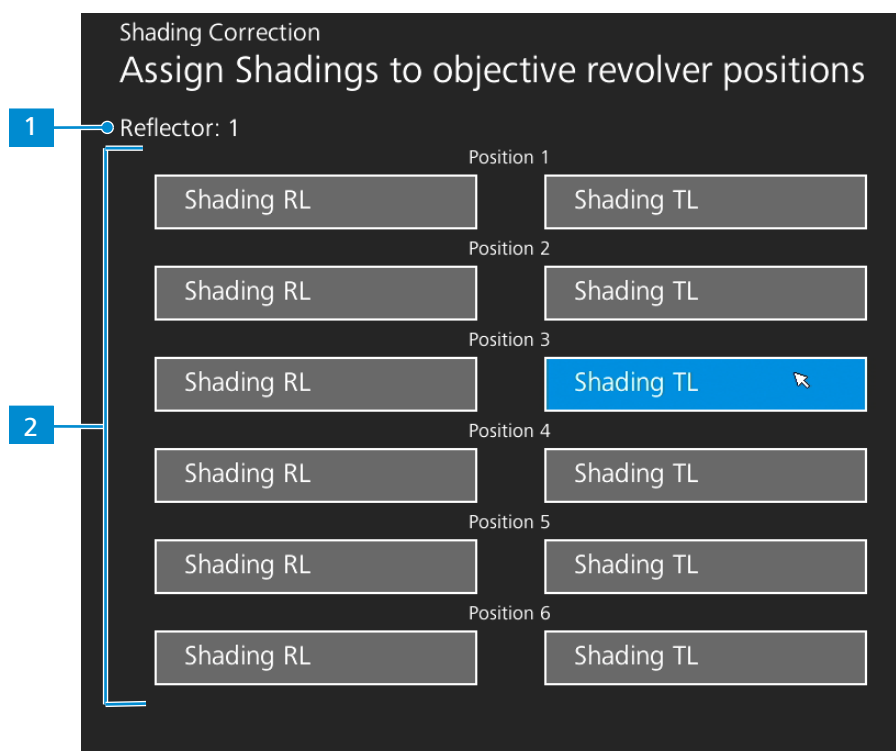 Shading Correction
Assign Shadings to objective revolver positions
1
Reflector: 1
Position 1
Shading RL
Shading TL
Position 2
Shading RL
Shading TL
Position 3
Shading RL
Shading TL
2
Position 4
Shading RL
Shading TL
Position 5
Shading RL
Shading TL
Position 6
Shading RL
Shading TL